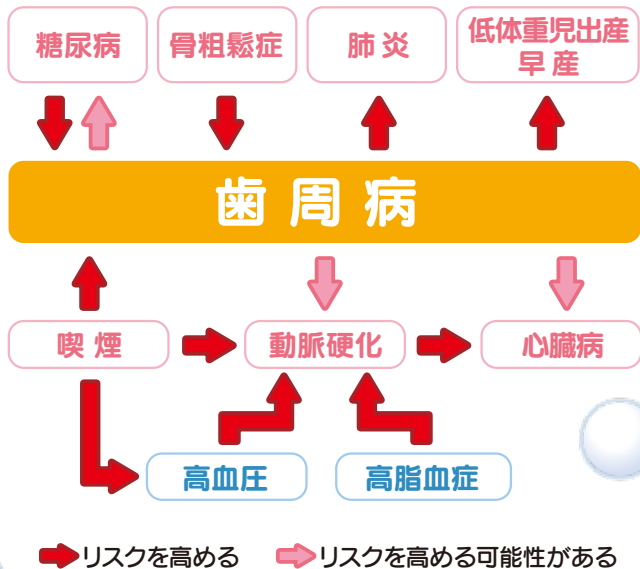 糖尿病
骨粗鬆症
肺炎
低体重児出産
早産
歯周病
喫煙
動脈硬化
心臓病
高血圧
高脂血症
リスクを高める
リスクを高める可能性がある